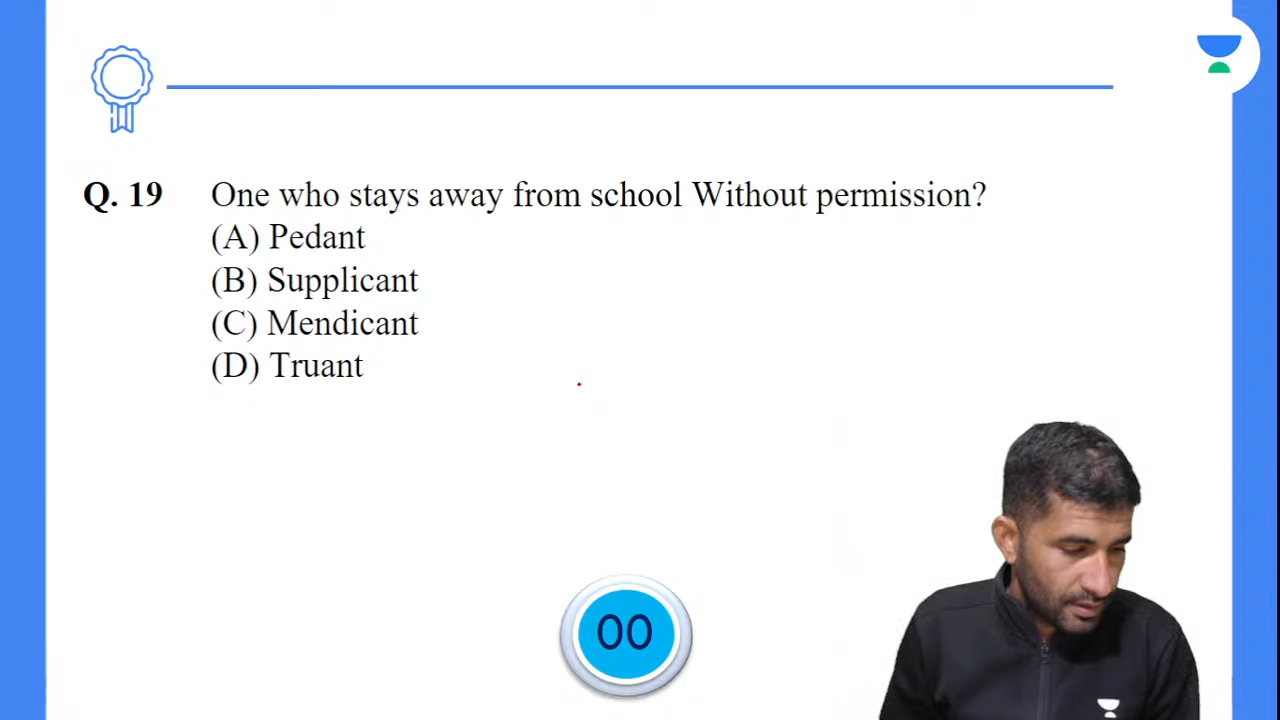 Q. 19 One who stays away from school Without permission?
(A) Pedant
(B) Supplicant
(C) Mendicant
(D) Truant
00